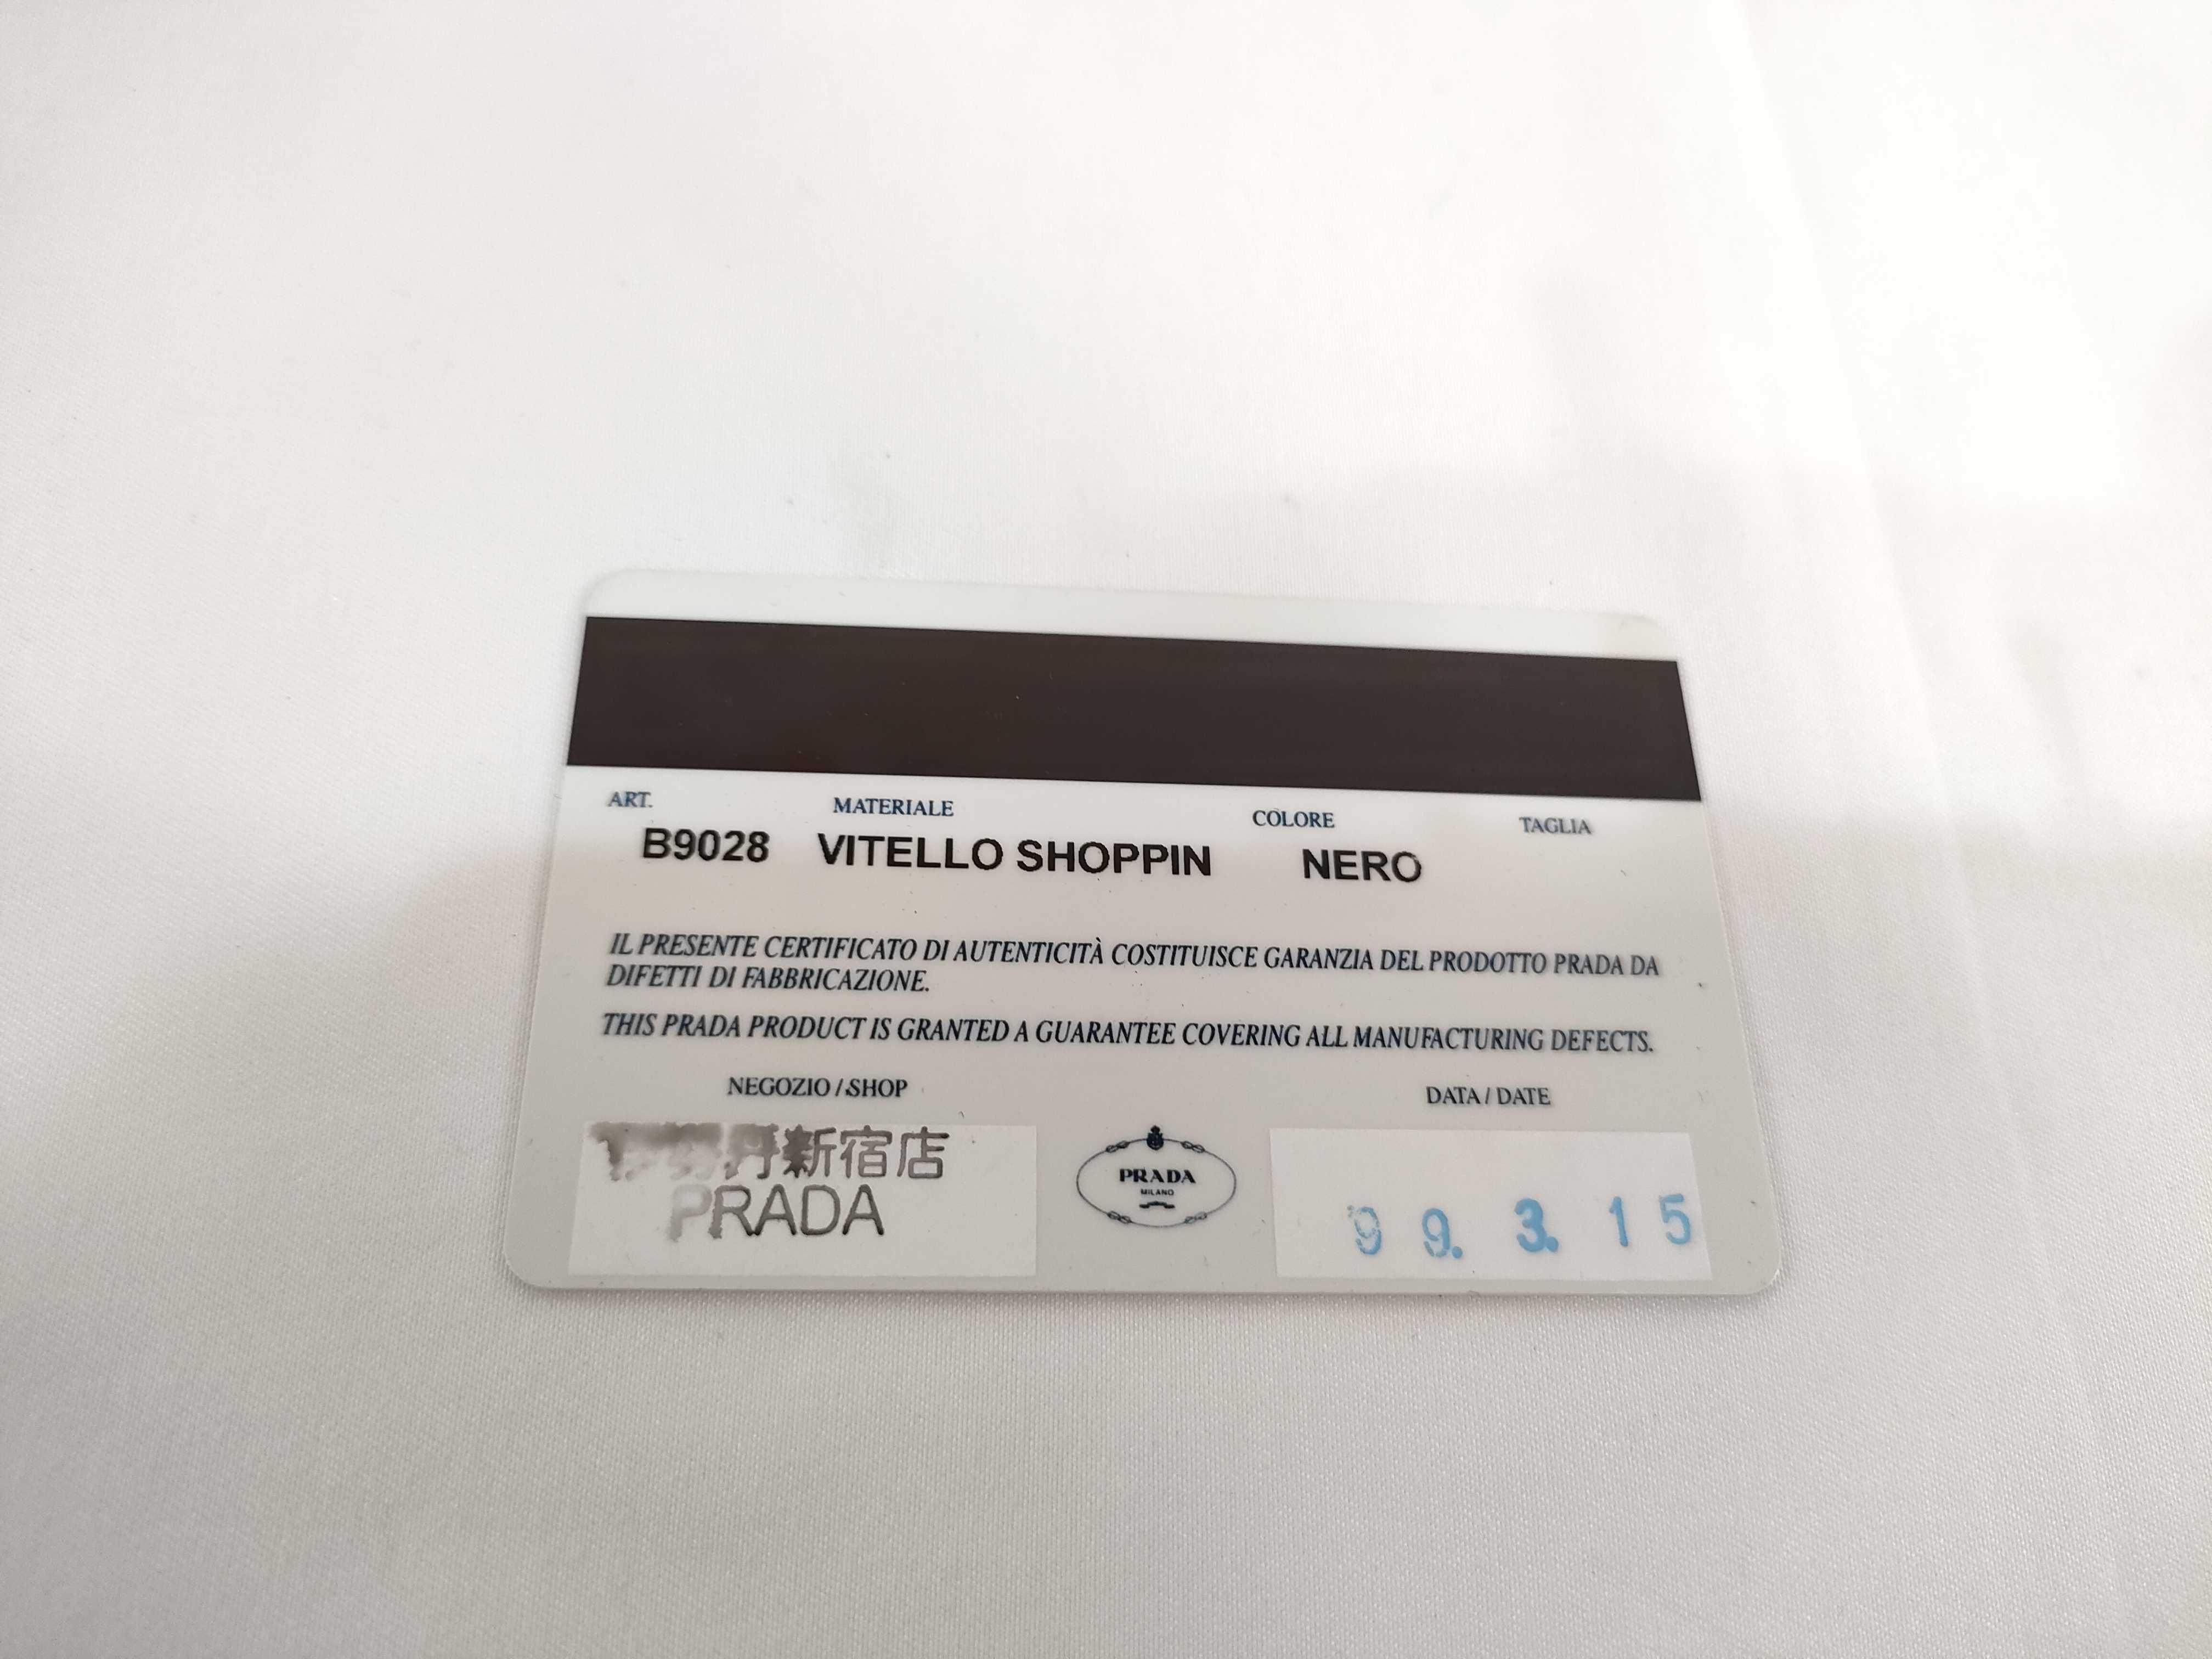 ART. MATERIALE COLORE TAGLIA
B9028 VITELLO SHOPPIN NERO
IL PRESENTE CERTIFICATO DI AUTENTICITÀ COSTITUISCE GARANZIA DEL PRODOTTO PRADA DA
DIFETTI DI FABBRICAZIONE.
THIS PRADA PRODUCT IS GRANTED A GUARANTEE COVERING ALL MANUFACTURING DEFECTS.
NEGOZIO / SHOP DATA / DATE
丹新宿店
PRADA
PRADA
MILANO
99. 3. 15